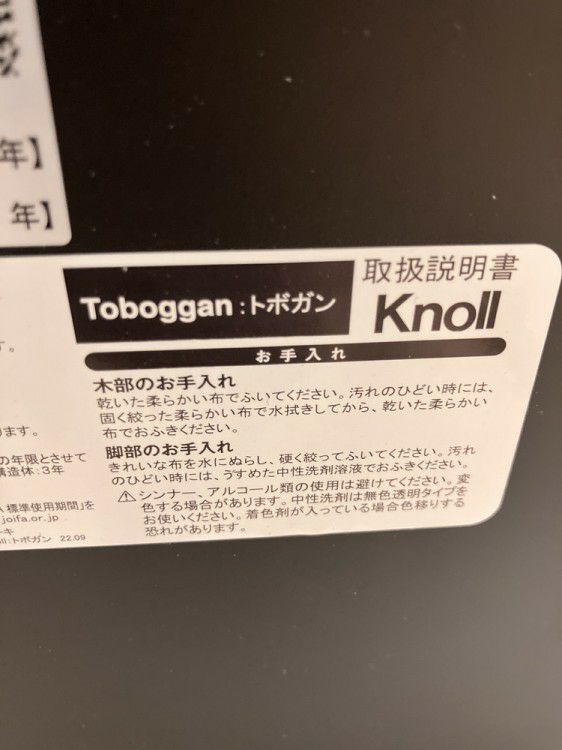 年】
年】
Toboggan:トボガン
取扱説明書
Knoll
お手入れ
木部のお手入れ
乾いた柔らかい布でふいてください。汚れのひどい時には、
固く絞った柔らかい布で水拭きしてから、乾いた柔らかい
布でおふきください。
脚部のお手入れ
きれいな布を水にぬらし、硬く絞ってふいてください。汚れ
のひどい時には、うすめた中性洗剤溶液でおふきください。
⚠シンナー、アルコール類の使用は避けてください。変
色する場合があります。中性洗剤は無色透明タイプを
お使いください。着色剤が入っている場合色移りする
恐れがあります。
す。
ります。
の年限とさせて
構造体:3年
標準使用期間」を
joifa.or.jp
ーキ
oll:トボガン 22.09